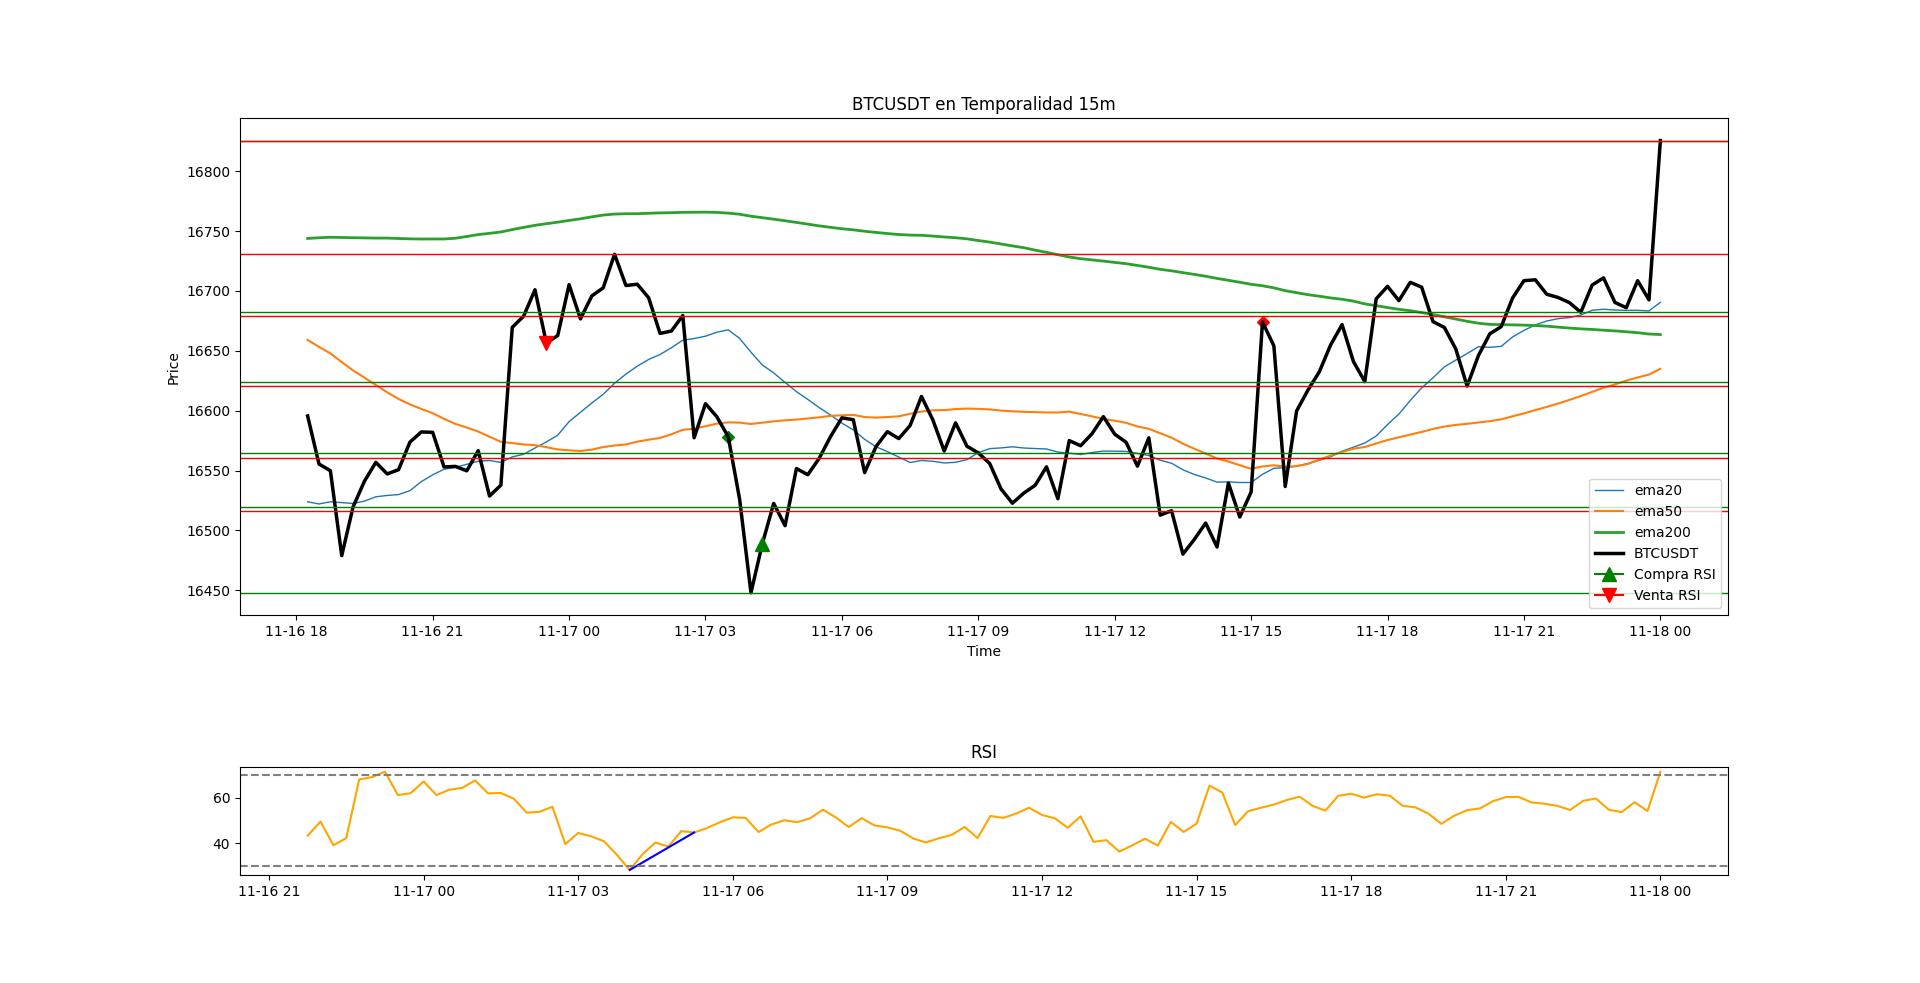 BTCUSDT en Temporalidad 15m
Price
16800
16750
16700
16650
16600
16550
16500
16450
ema20
ema50
ema200
BTCUSDT
Compra RSI
Venta RSI
11-16 18 11-16 21 11-17 00 11-17 03 11-17 06 11-17 09 11-17 12 11-17 15 11-17 18 11-17 21 11-18 00
Time
RSI
60
40
11-16 21 11-17 00 11-17 03 11-17 06 11-17 09 11-17 12 11-17 15 11-17 18 11-17 21 11-18 00